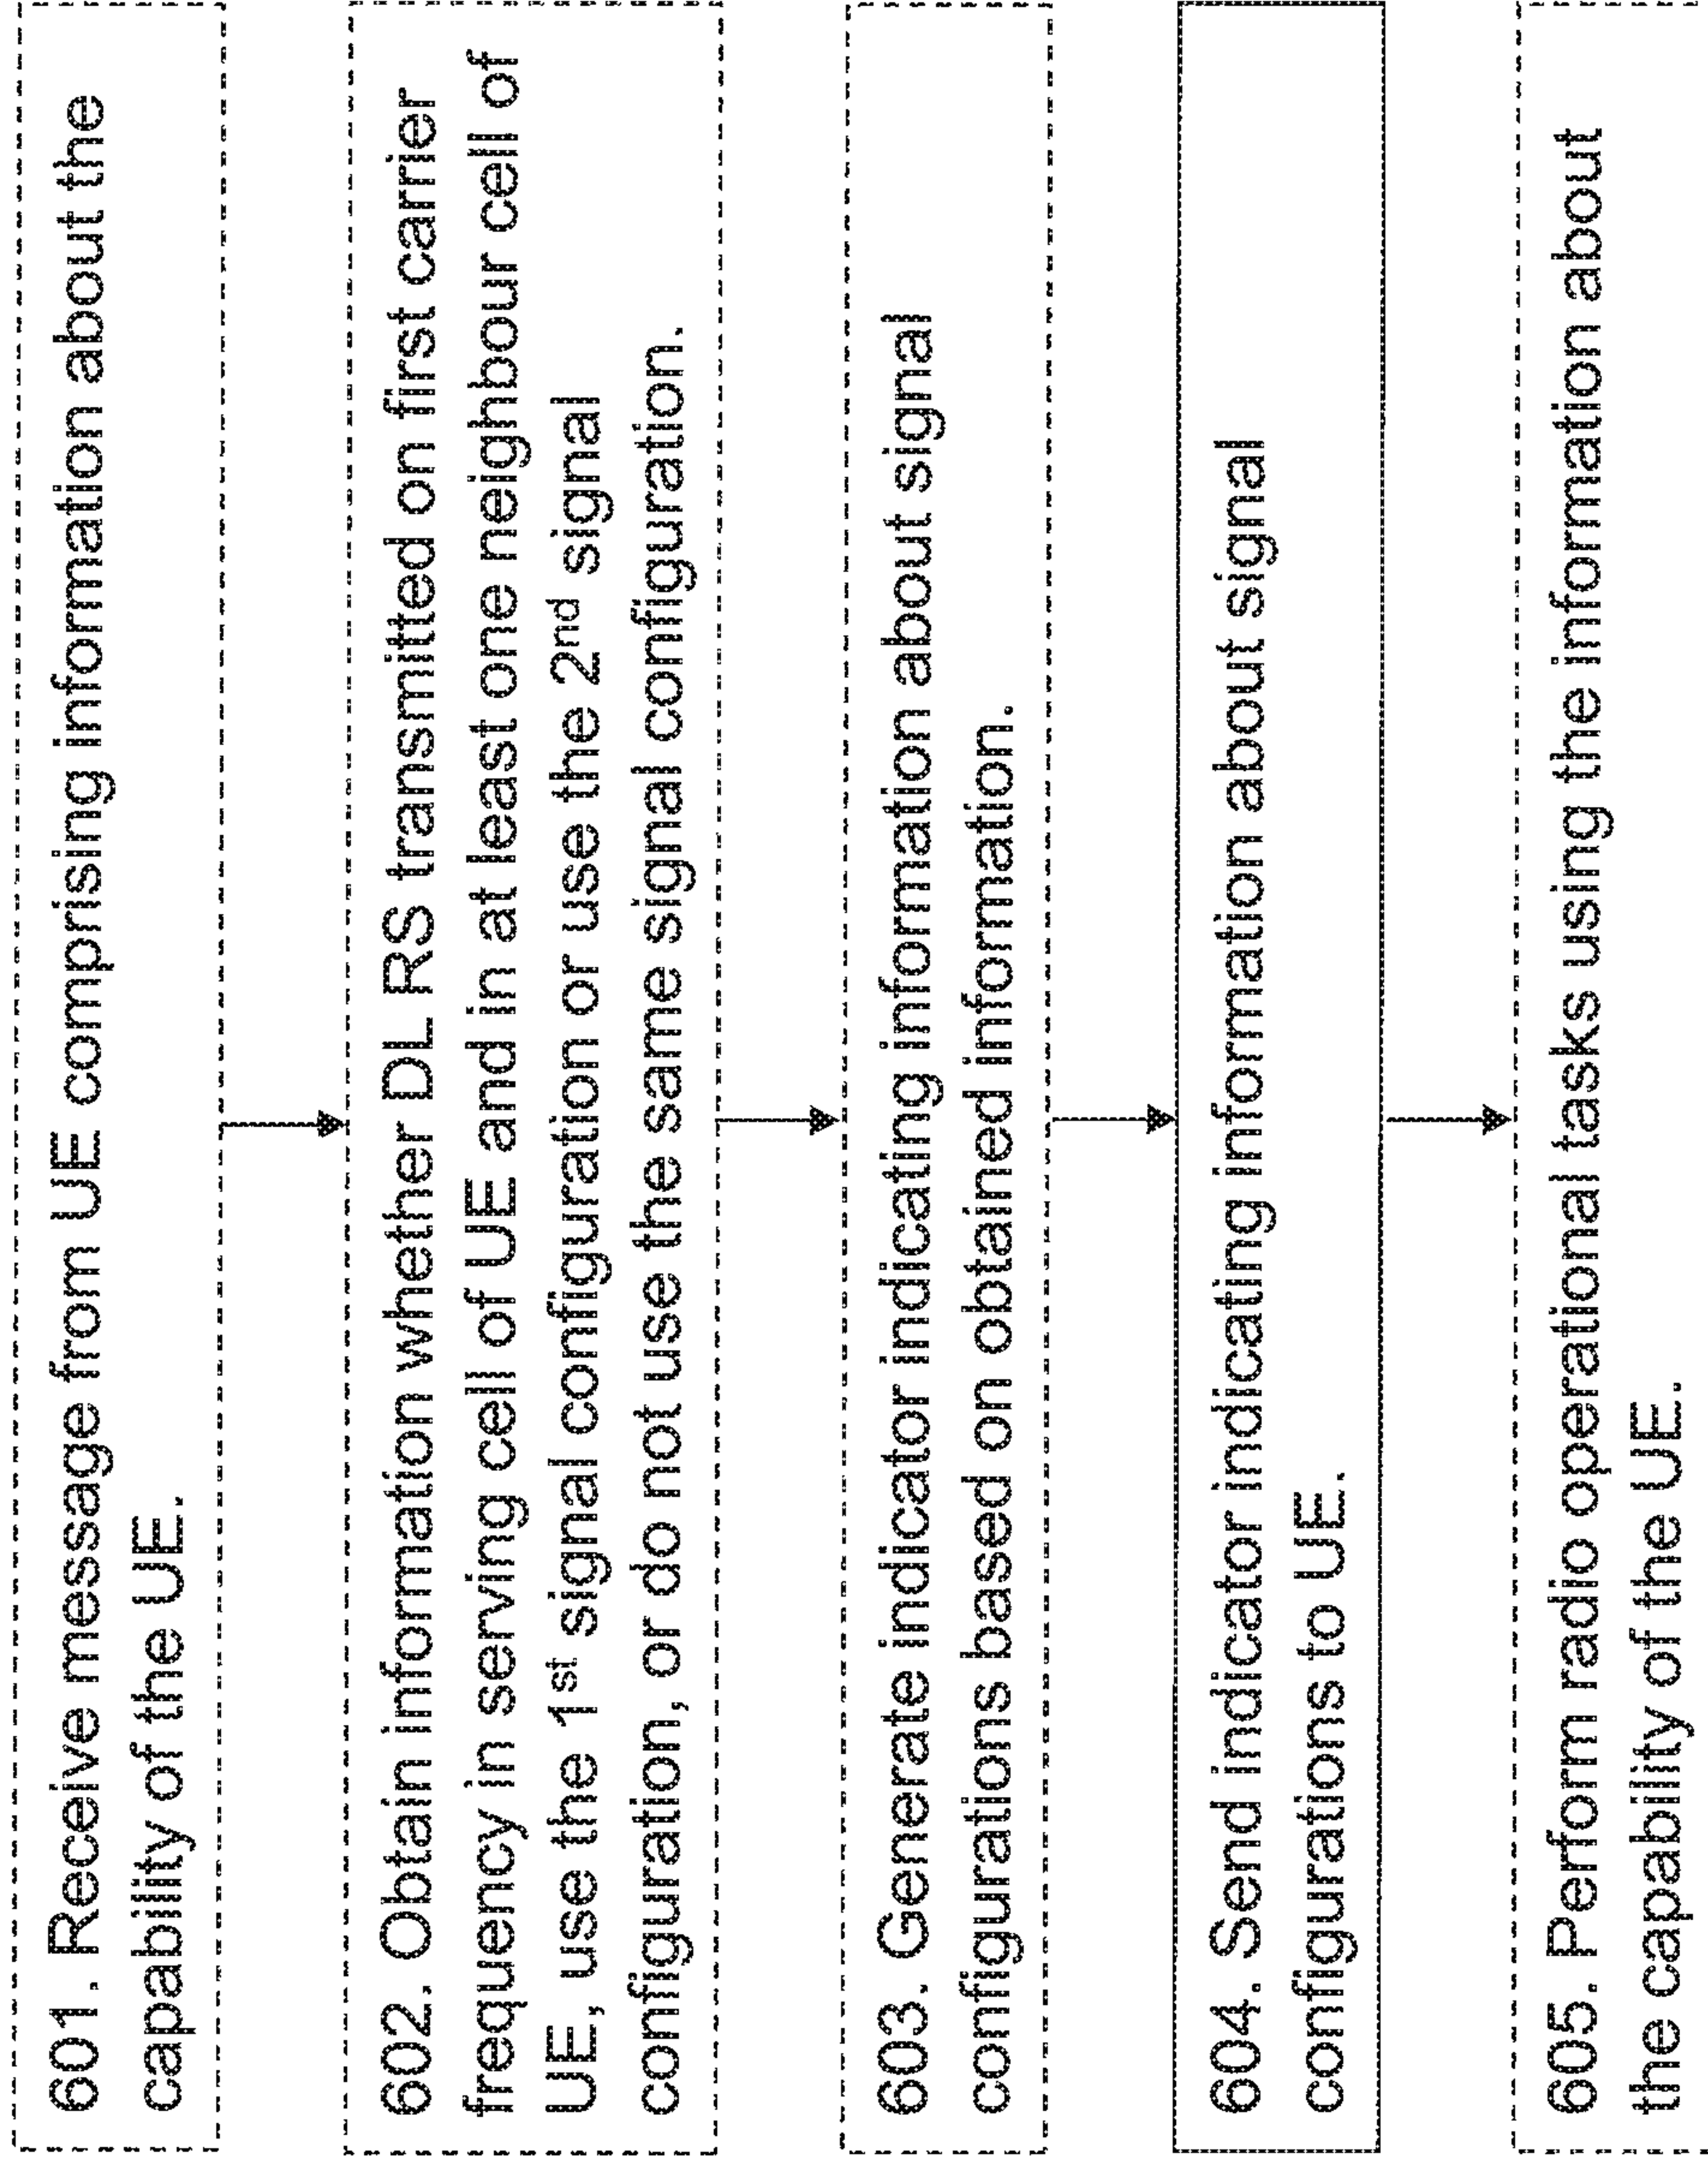 601. Receive message from UE comprising information about the
capability of the UE.
602. Obtain information whether DL RS transmitted on first carrier
frequency in serving cell of UE and in at least one neighbour cell of
UE, use the 1st signal configuration or use the 2nd signal
configuration, or do not use the same signal configuration.
603. Generate indicator indicating information about signal
configurations based on obtained information.
604. Send indicator indicating information about signal
configurations to UE.
605. Perform radio operational tasks using the information about
the capability of the UE.